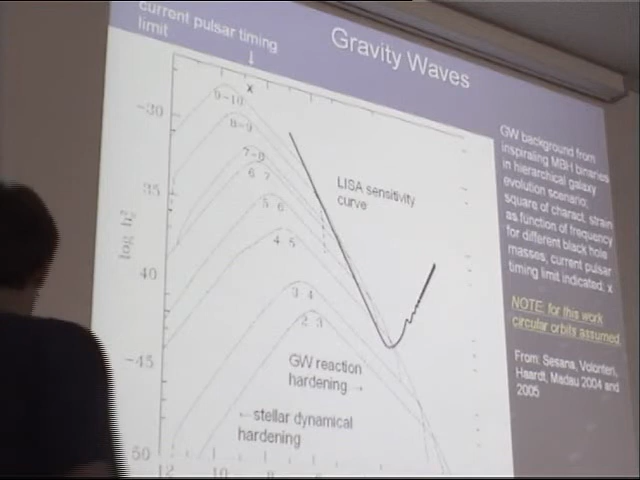 current pulsar timing
limit
Gravity Waves
x
-30
9-10
8-9
7-8
6 7
35
5 6
4 5
LISA sensitivity
curve
log h
40
3 4
2 3
-45
GW reaction
hardening →
←stellar dynamical
hardening
50
12 10 8 6
GW background from
inspiraling MBH binaries
in hierarchical galaxy
evolution scenario;
square of charact. strain
as function of frequency
for different black hole
masses; current pulsar
timing limit indicated: x
NOTE: for this work
circular orbits assumed
From: Sesana, Volonteri,
Haardt, Madau 2004 and
2005